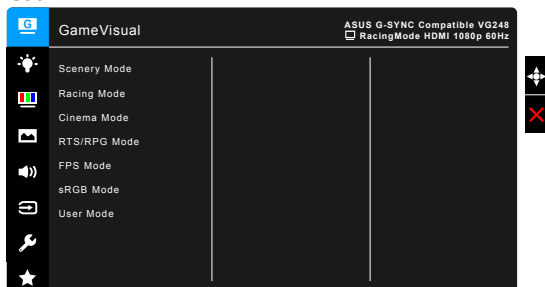 G
GameVisual
ASUS G-SYNC Compatible VG248
RacingMode HDMI 1080p 60Hz
Scenery Mode
Racing Mode
Cinema Mode
RTS/RPG Mode
FPS Mode
sRGB Mode
User Mode